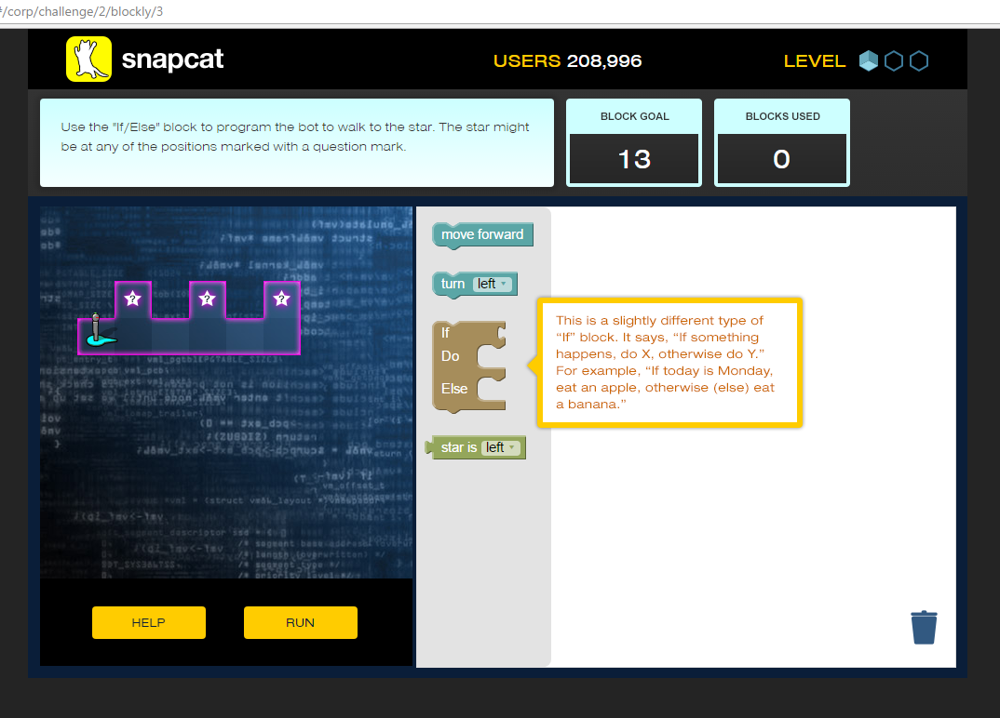 #/corp/challenge/2/blockly/3
snapcat
USERS 208,996
LEVEL
Use the "If/Else" block to program the bot to walk to the star. The star might
be at any of the positions marked with a question mark.
BLOCK GOAL
13
BLOCKS USED
0
? ? ?
move forward
turn left
If
Do
Else
star is left
This is a slightly different type of
“If” block. It says, “If something
happens, do X, otherwise do Y.”
For example, “If today is Monday,
eat an apple, otherwise (else) eat
a banana.”
HELP
RUN